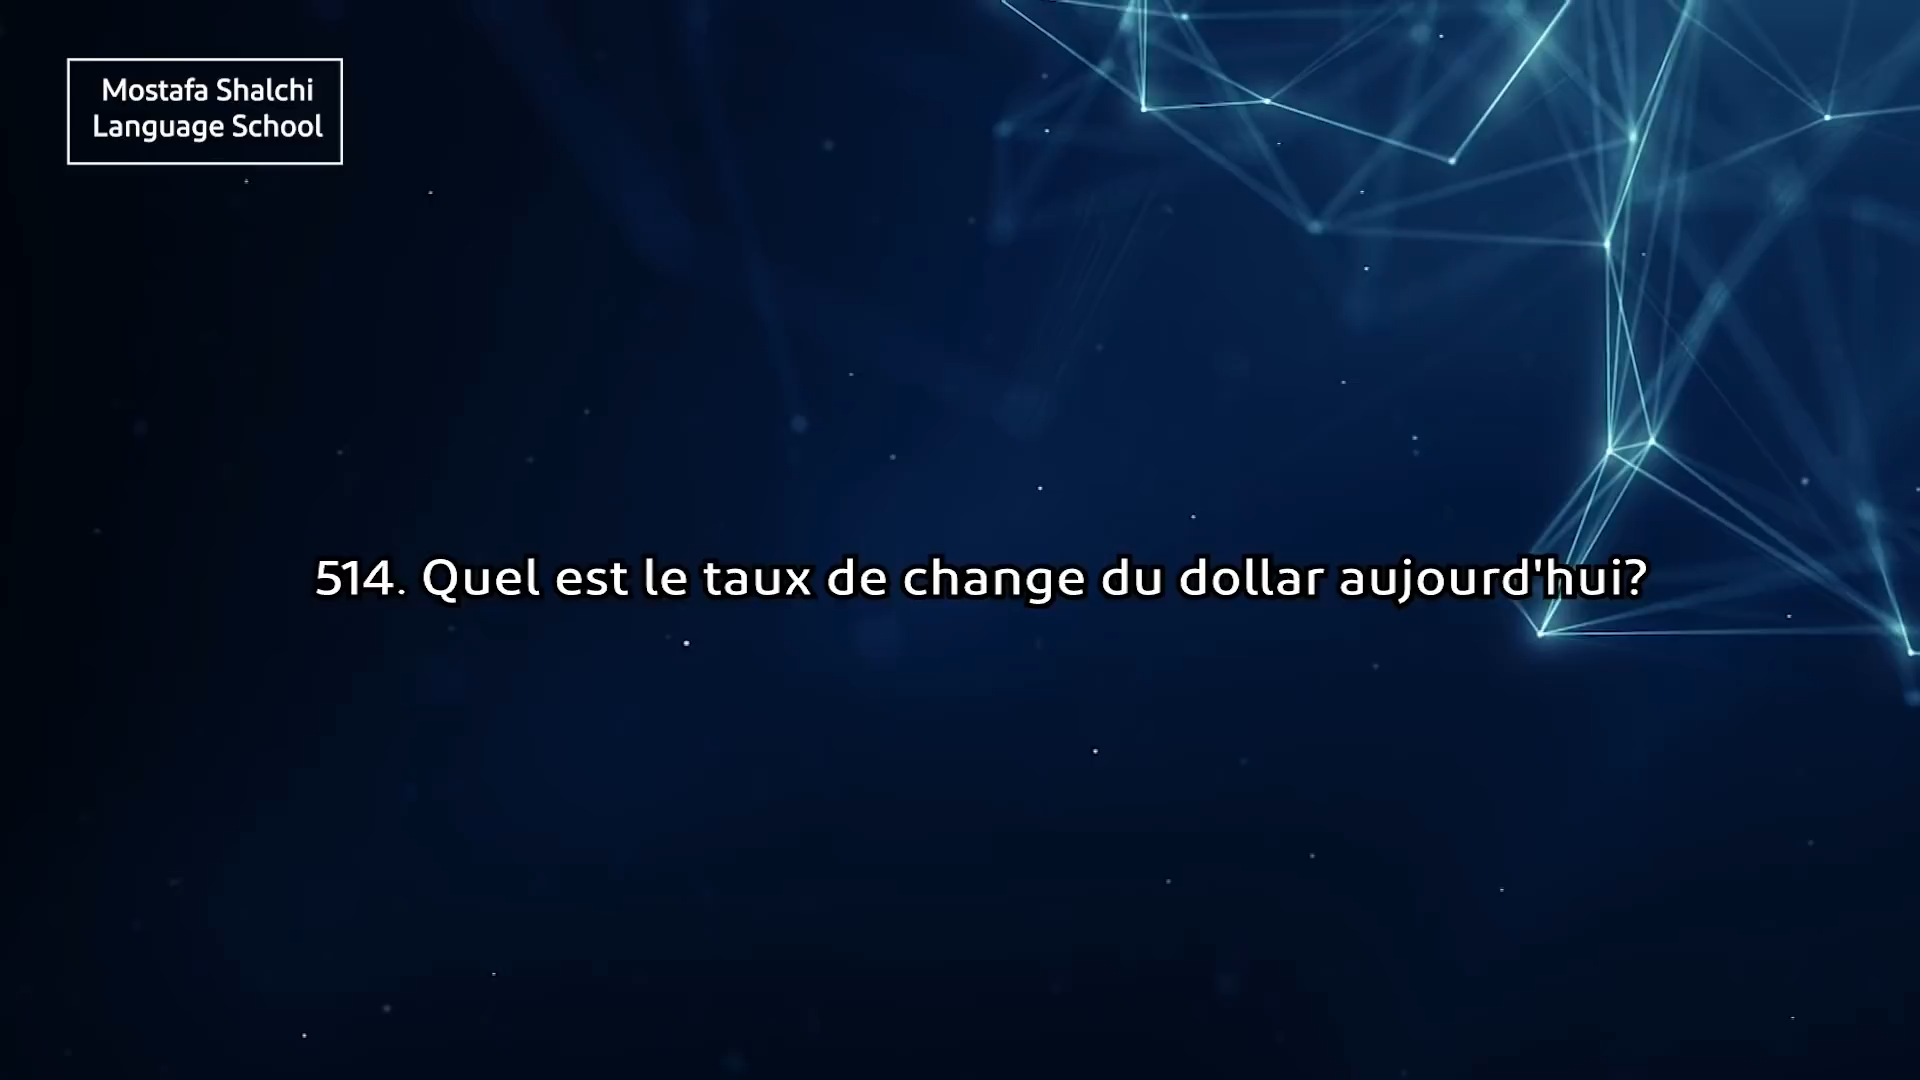 Mostafa Shalchi
Language School
514. Quel est le taux de change du dollar aujourd'hui?